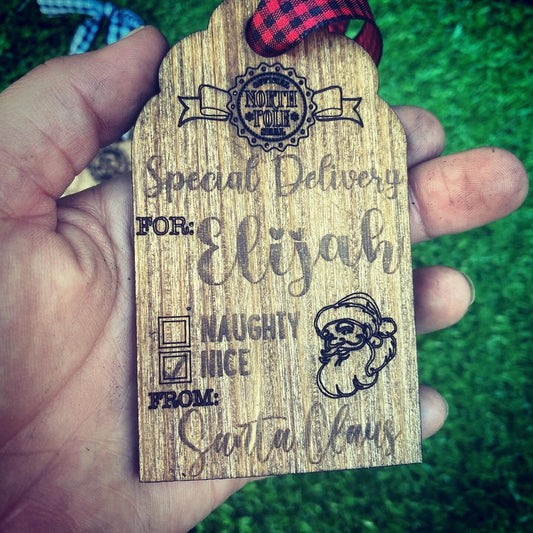 NORTH
POLE
Special Delivery
FOR: Elijah
NAUGHTY
NICE
FROM:
Santa Claus